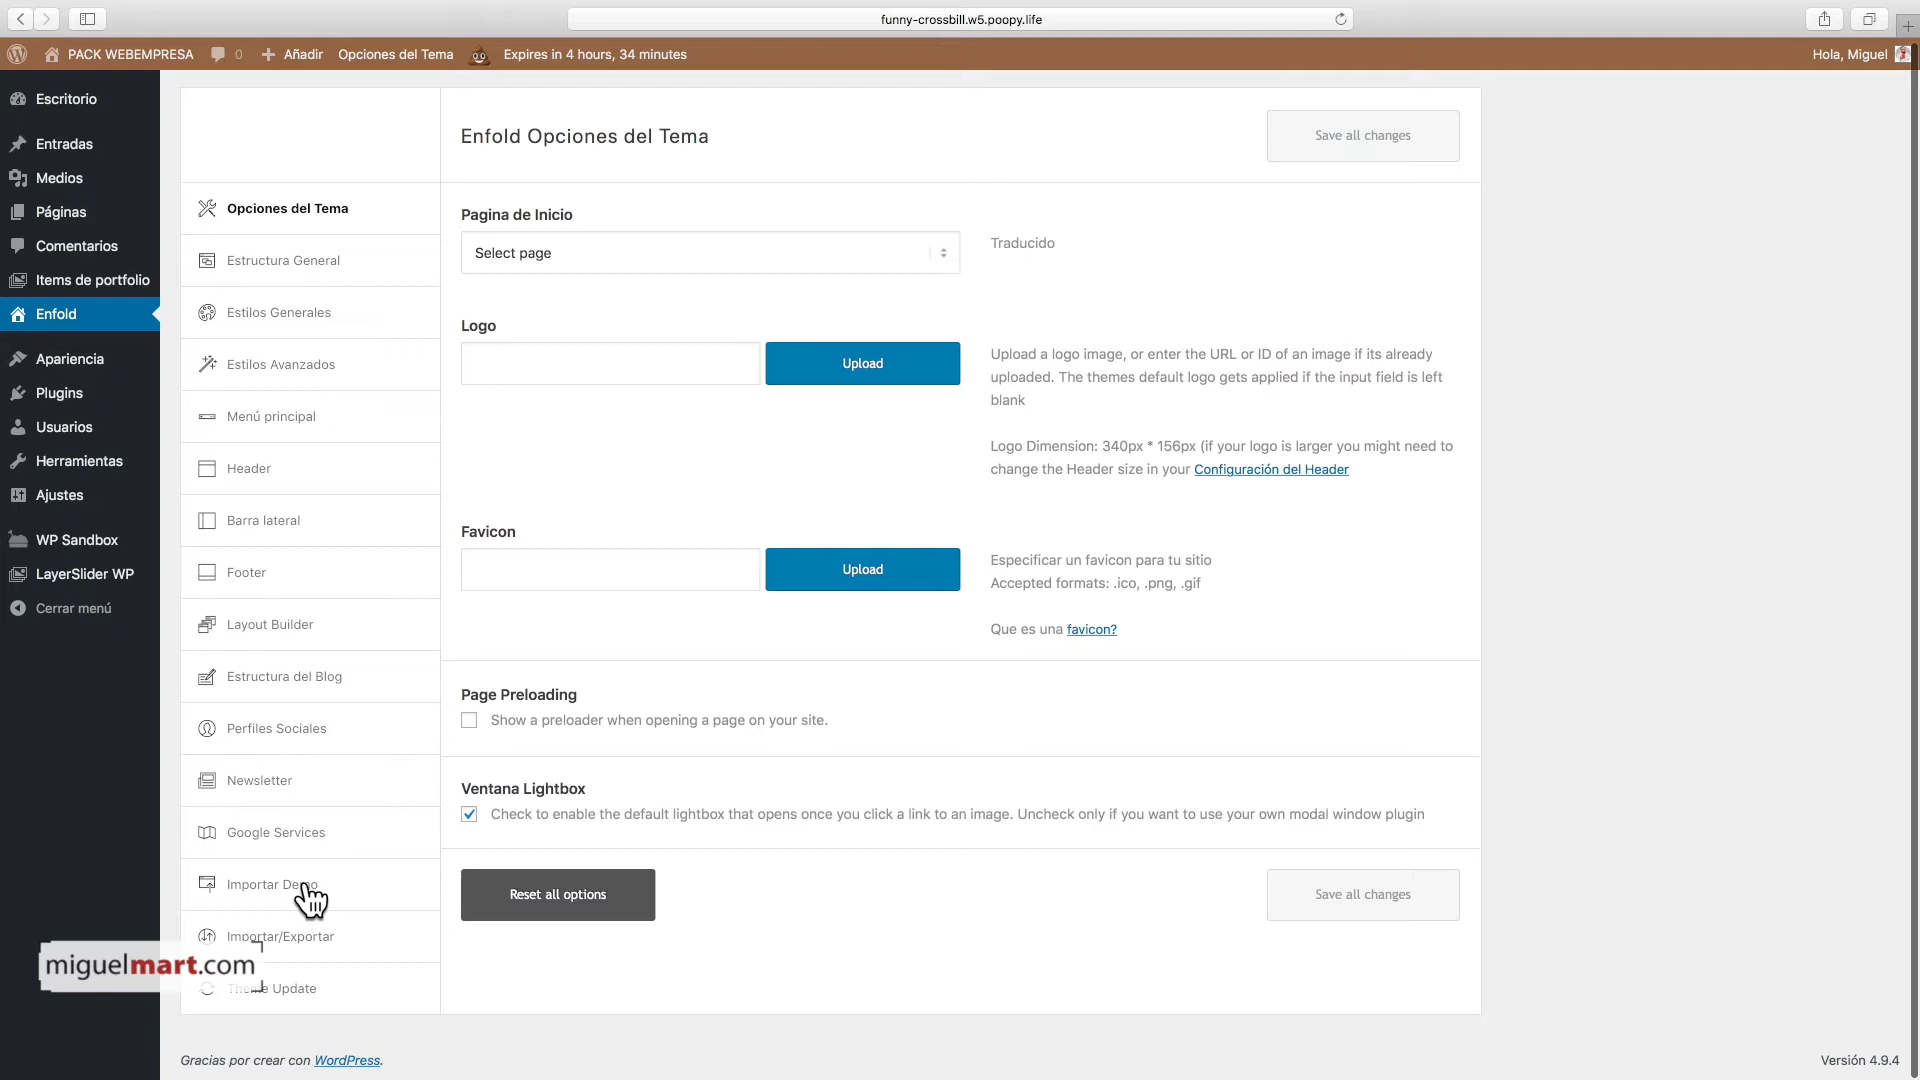 funny-crossbill.w5.poopy.life
PACK WEBEMPRESA
0
Añadir
Opciones del Tema
Expires in 4 hours, 34 minutes
Hola, Miguel
Escritorio
Entradas
Medios
Páginas
Comentarios
Items de portfolio
Enfold
Apariencia
Plugins
Usuarios
Herramientas
Ajustes
WP Sandbox
LayerSlider WP
Cerrar menú
Opciones del Tema
Estructura General
Estilos Generales
Estilos Avanzados
Menú principal
Header
Barra lateral
Footer
Layout Builder
Estructura del Blog
Perfiles Sociales
Newsletter
Google Services
Importar Demo
Importar/Exportar
Theme Update
Enfold Opciones del Tema
Save all changes
Pagina de Inicio
Select page
Traducido
Logo
Upload
Upload a logo image, or enter the URL or ID of an image if its already
uploaded. The themes default logo gets applied if the input field is left
blank
Logo Dimension: 340px * 156px (if your logo is larger you might need to
change the Header size in your Configuración del Header
Favicon
Upload
Especificar un favicon para tu sitio
Accepted formats: .ico, .png, .gif
Que es una favicon?
Page Preloading
Show a preloader when opening a page on your site.
Ventana Lightbox
Check to enable the default lightbox that opens once you click a link to an image. Uncheck only if you want to use your own modal window plugin
Reset all options
Save all changes
miguelmart.com
Gracias por crear con WordPress.
Versión 4.9.4